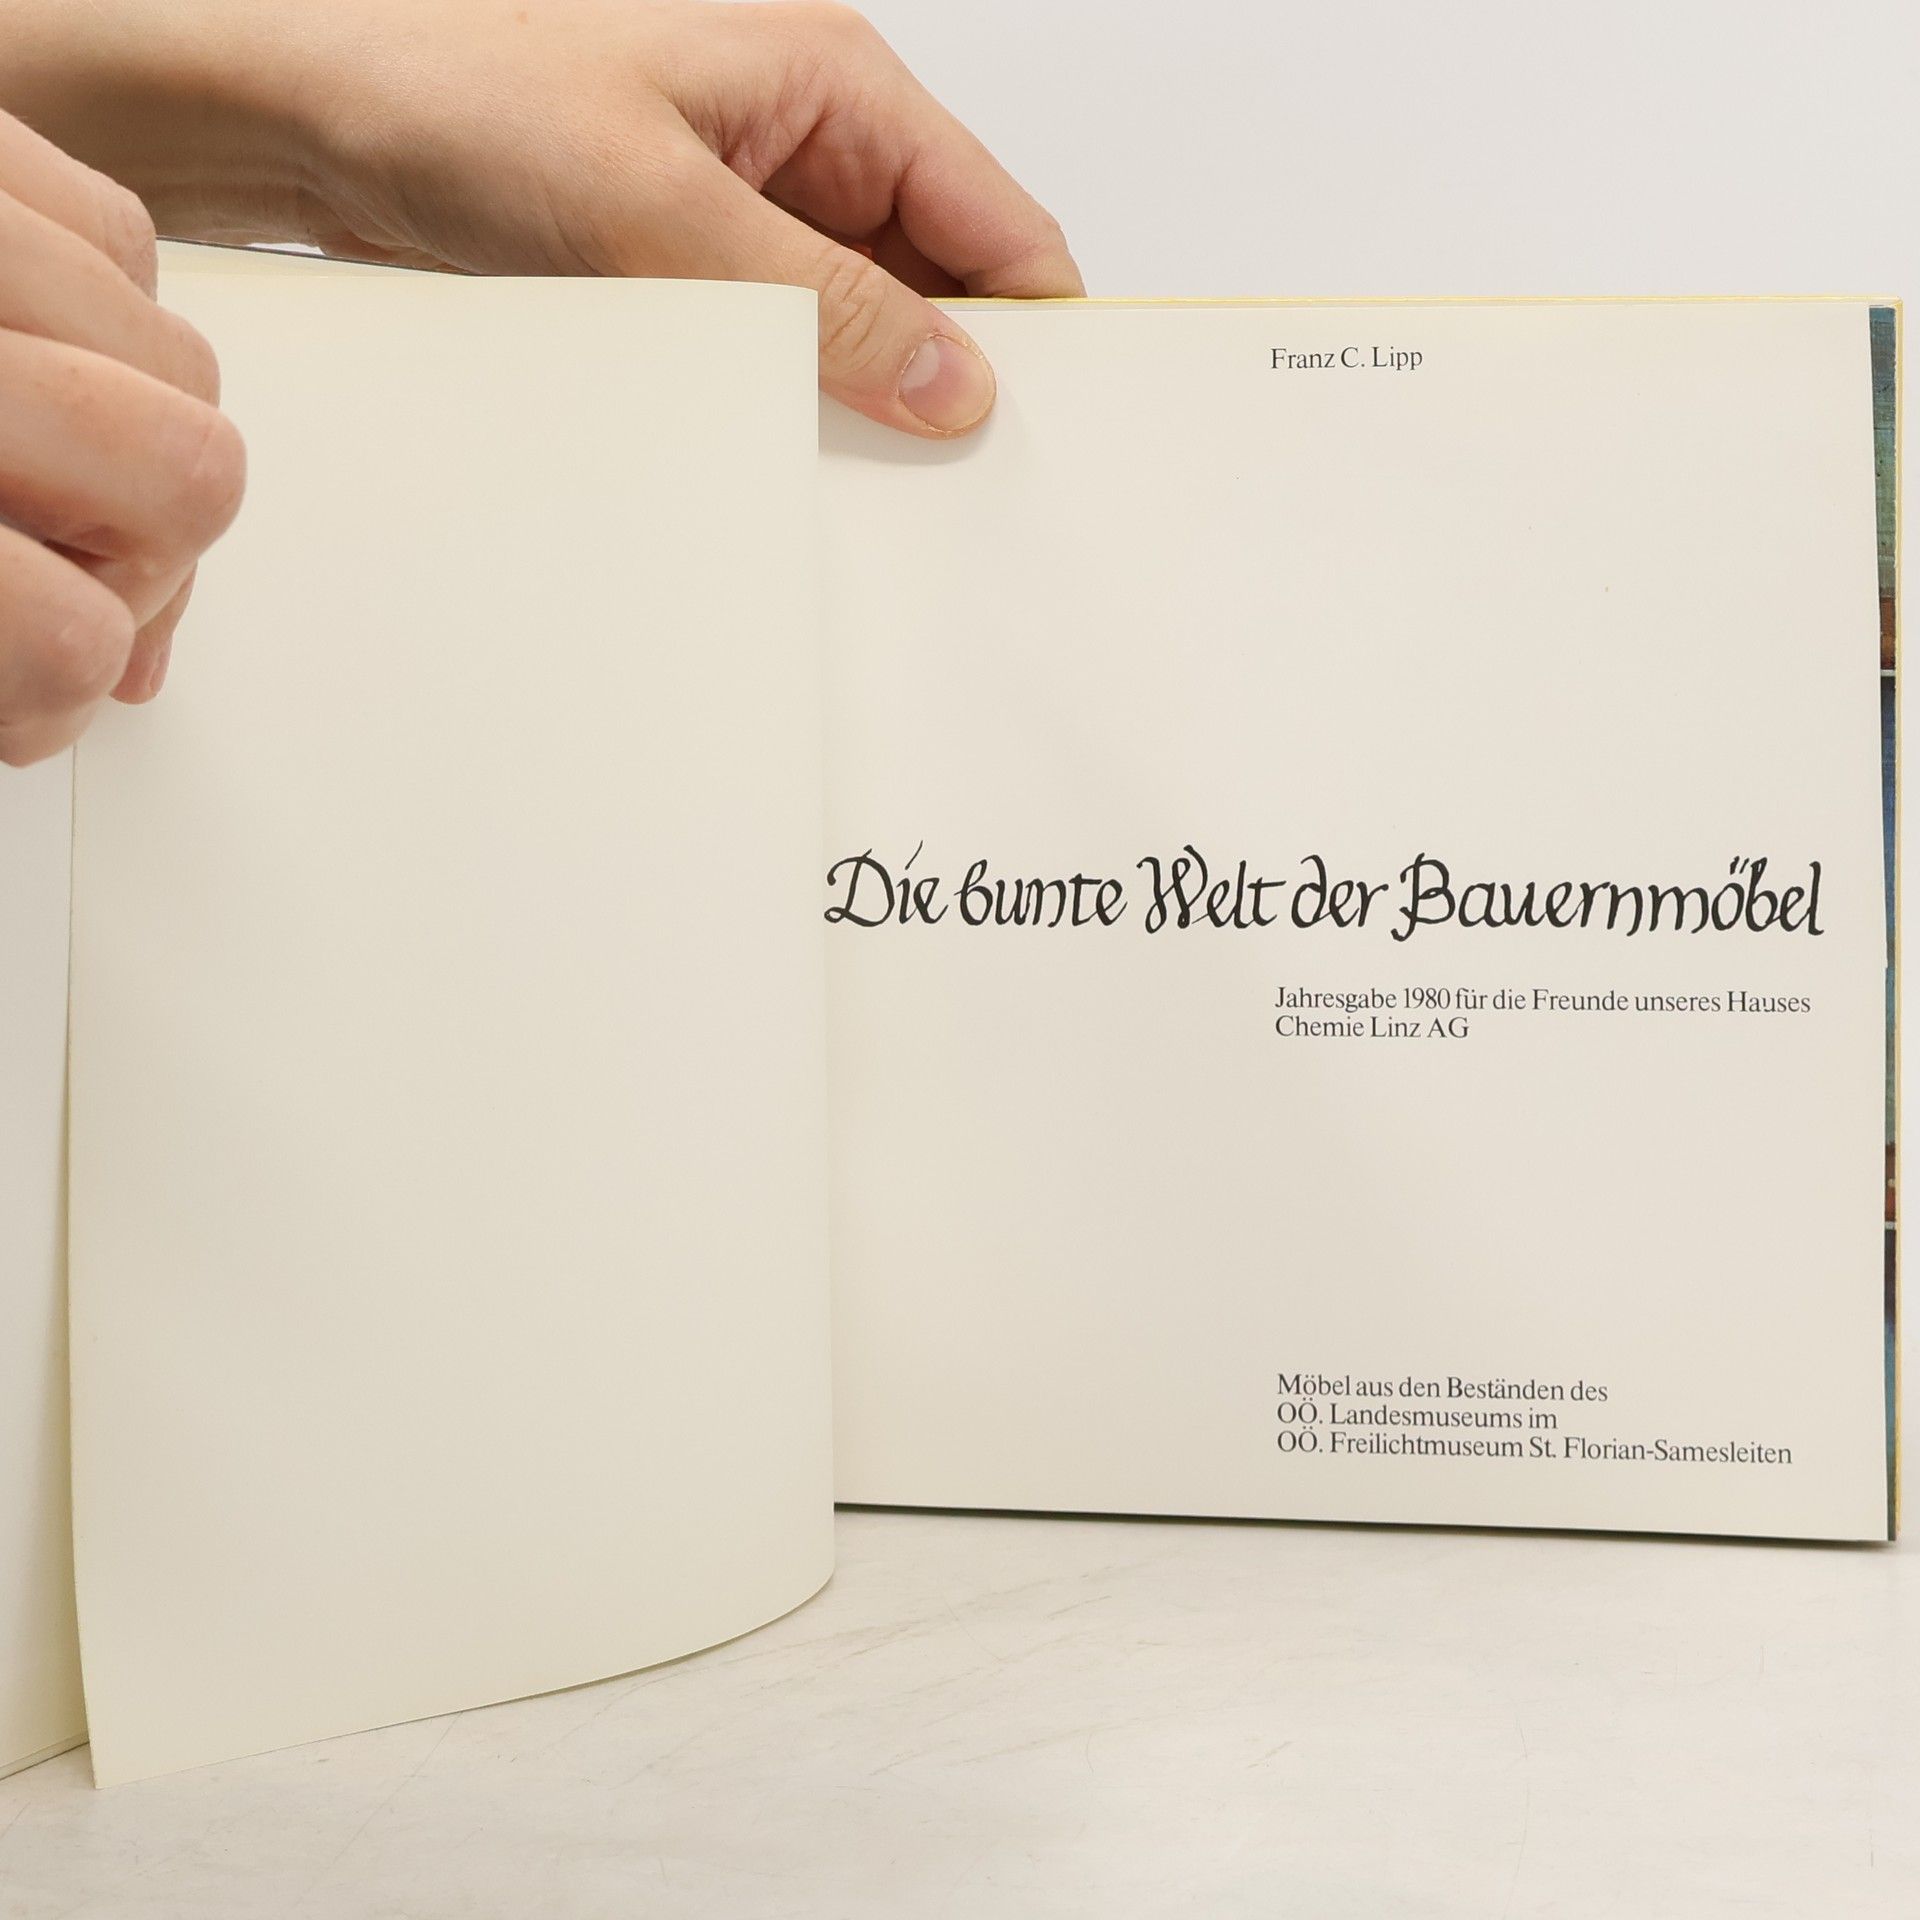 Franz C. Lipp
Die bunte Welt der Bauernmöbel
Jahresgabe 1980 für die Freunde unseres Hauses
Chemie Linz AG
Möbel aus den Beständen des
OÖ. Landesmuseums im
OÖ. Freilichtmuseum St. Florian-Samesleiten